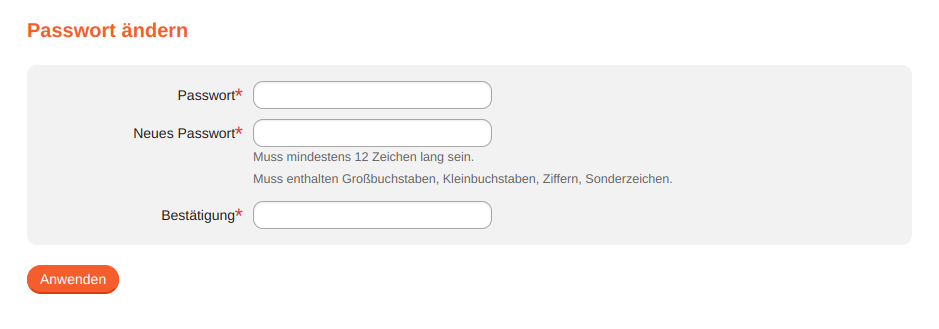 Passwort ändern
Passwort*
Neues Passwort*
Muss mindestens 12 Zeichen lang sein.
Muss enthalten Großbuchstaben, Kleinbuchstaben, Ziffern, Sonderzeichen.
Bestätigung*
Anwenden